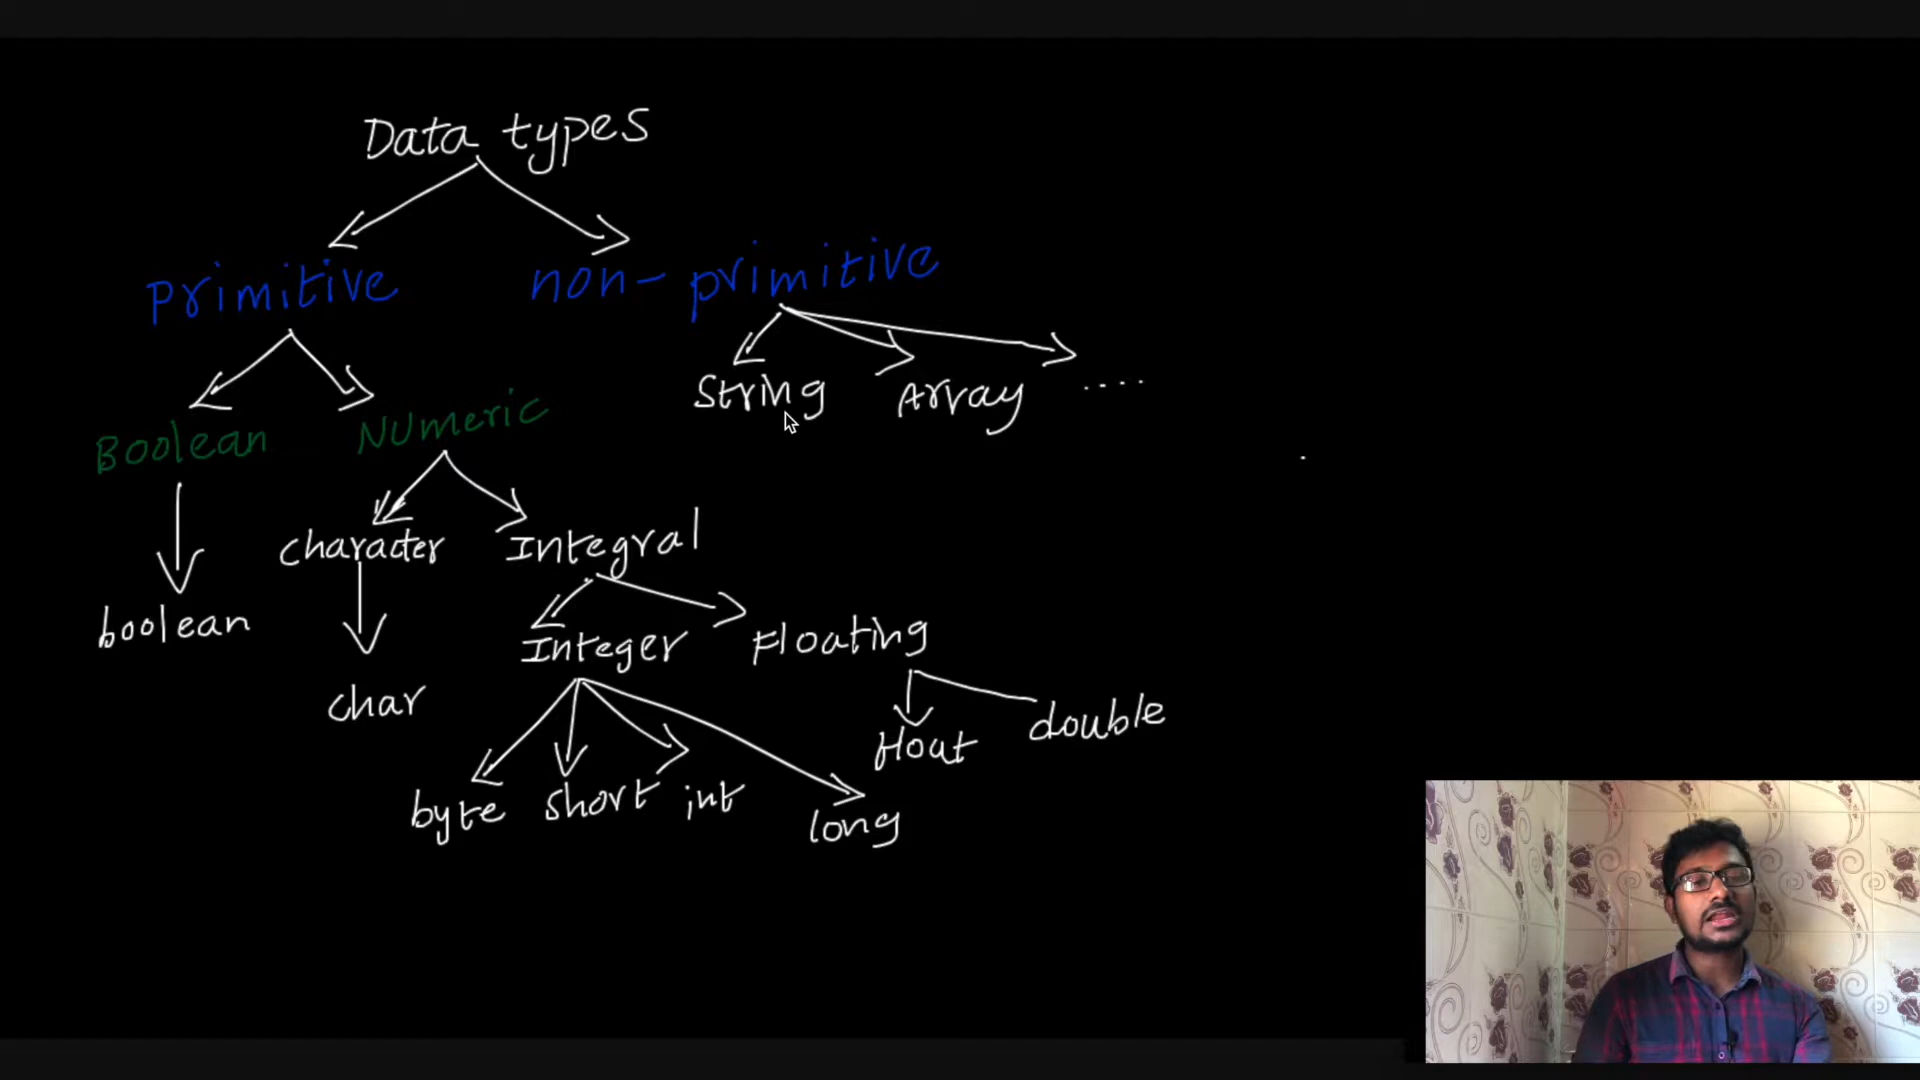 Data types
Primitive non-primitive
String Array ....
Boolean Numeric
character Integral
boolean Integer Floating
char float double
byte short int long